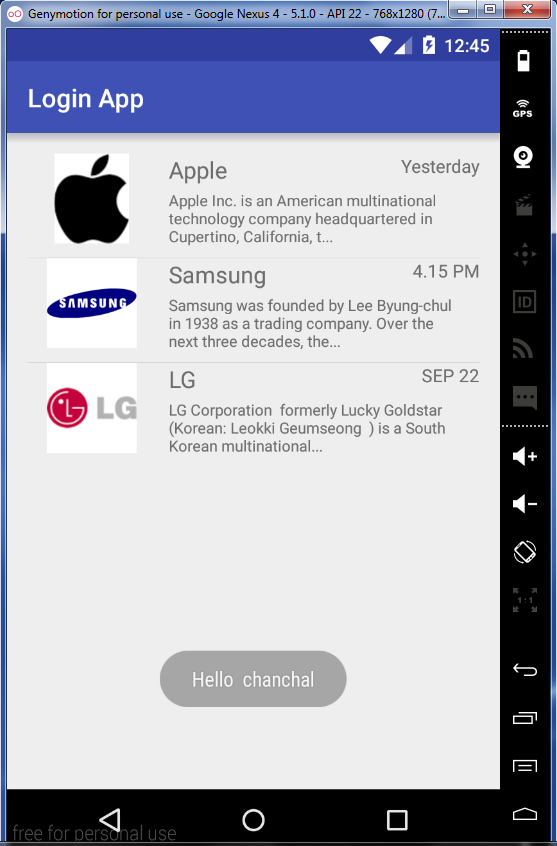 Genymotion for personal use - Google Nexus 4 - 5.1.0 - API 22 - 768x1280 (7...
12:45
Login App
GPS
Apple
Yesterday
Apple Inc. is an American multinational
technology company headquartered in
Cupertino, California, t...
SAMSUNG
Samsung
4.15 PM
Samsung was founded by Lee Byung-chul
in 1938 as a trading company. Over the
next three decades, the...
ID
LG
LG
SEP 22
LG Corporation  formerly Lucky Goldstar
(Korean: Leokki Geumseong  ) is a South
Korean multinational...
1:1
Hello  chanchal
free for personal use